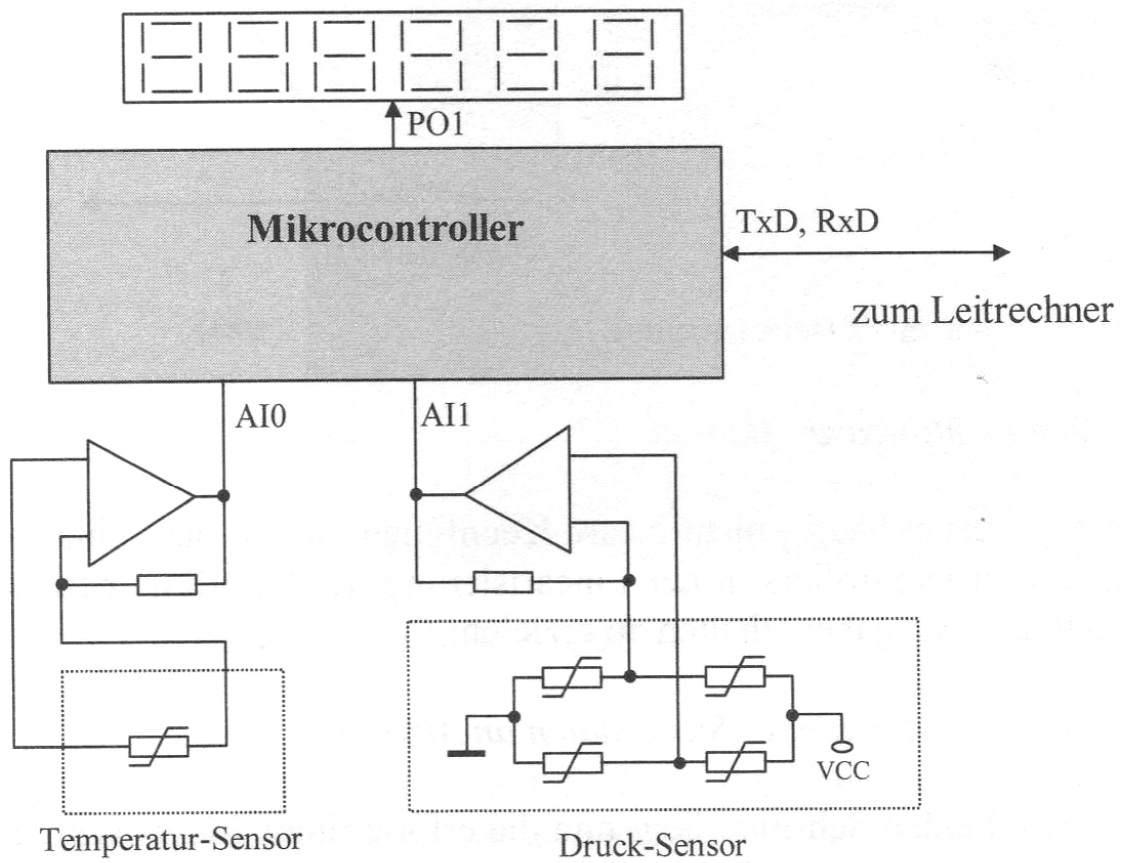 PO1
Mikrocontroller
TxD, RxD
zum Leitrechner
AI0
AI1
VCC
Temperatur-Sensor
Druck-Sensor